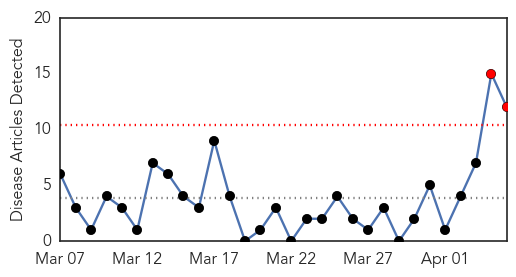 20
15
10
5
0
Disease Articles Detected
Mar 07
Mar 12
Mar 17
Mar 22
Mar 27
Apr 01